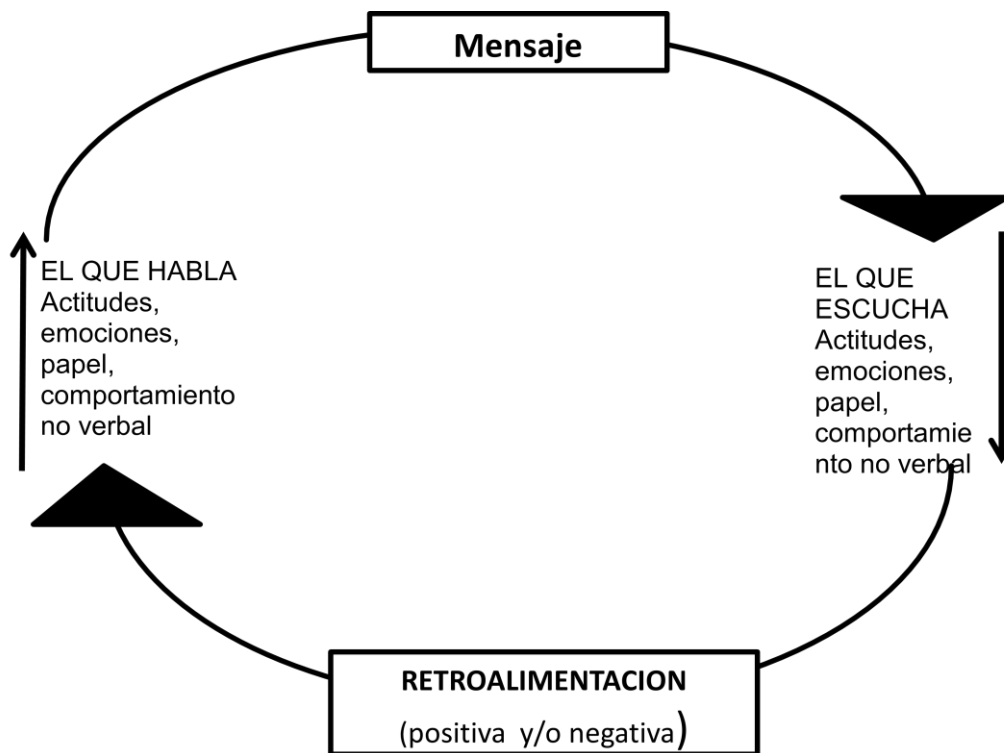 Mensaje
EL QUE HABLA
Actitudes,
emociones,
papel,
comportamiento
no verbal
EL QUE
ESCUCHA
Actitudes,
emociones,
papel,
comportamie
nto no verbal
RETROALIMENTACION
(positiva y/o negativa)